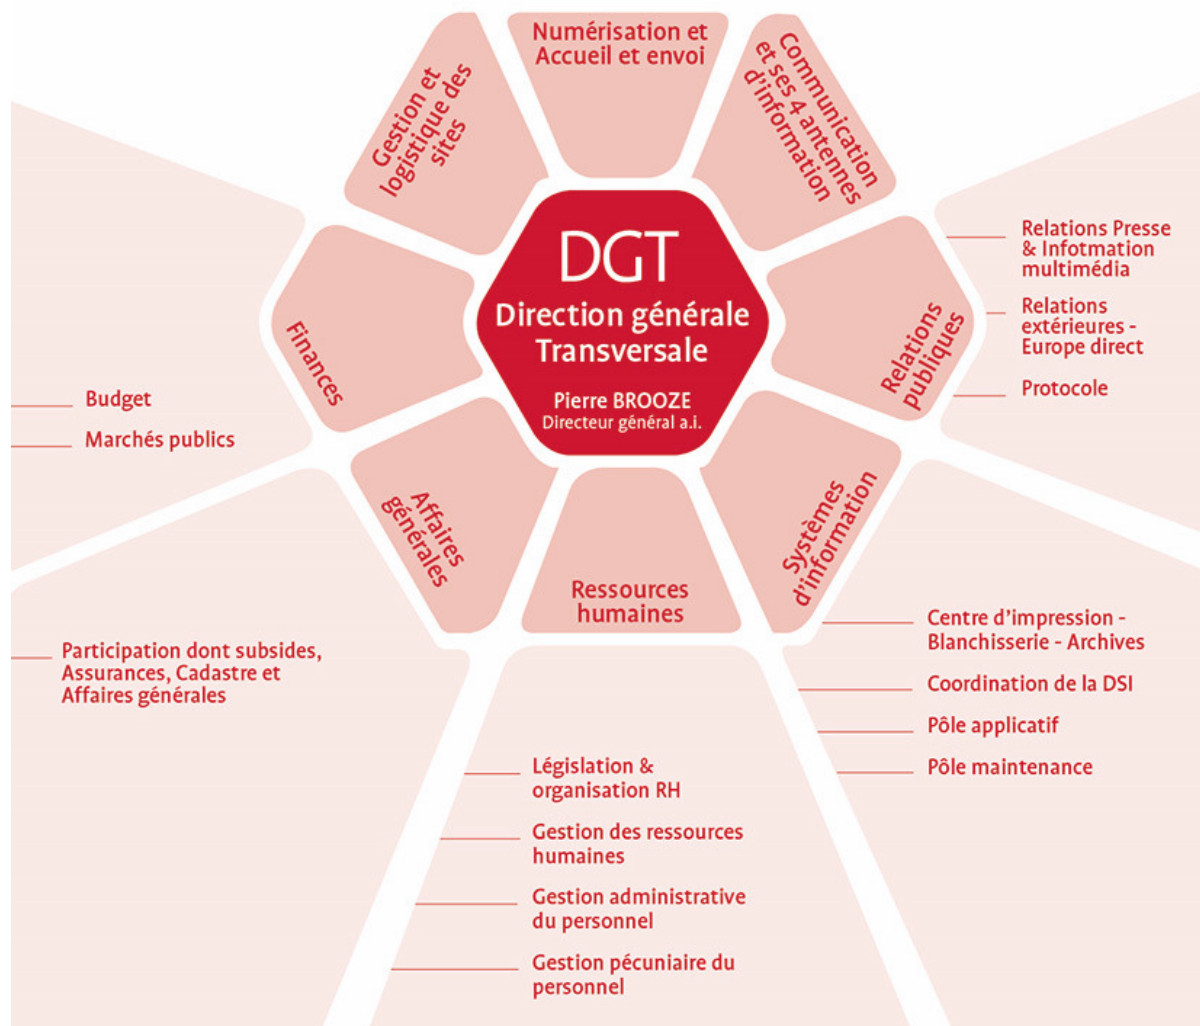 Numérisation et
Accueil et envoi
Gestion et
logistique des
sites
Communication
et ses 4 antennes
d'information
DGT
Direction générale
Transversale
Pierre BROOZE
Directeur général a.i.
Finances
Relations
publiques
Affaires
générales
Ressources
humaines
Systèmes
d'information
Relations Presse
& Infotmation
multimédia
Relations
extérieures -
Europe direct
Protocole
Budget
Marchés publics
Participation dont subsides,
Assurances, Cadastre et
Affaires générales
Centre d'impression -
Blanchisserie - Archives
Coordination de la DSI
Pôle applicatif
Pôle maintenance
Législation &
organisation RH
Gestion des ressources
humaines
Gestion administrative
du personnel
Gestion pécuniaire du
personnel